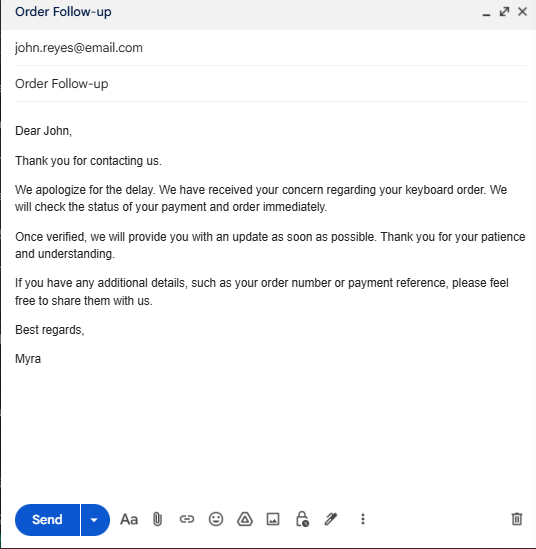 Order Follow-up
john.reyes@email.com
Order Follow-up
Dear John,
Thank you for contacting us.
We apologize for the delay. We have received your concern regarding your keyboard order. We
will check the status of your payment and order immediately.
Once verified, we will provide you with an update as soon as possible. Thank you for your patience
and understanding.
If you have any additional details, such as your order number or payment reference, please feel
free to share them with us.
Best regards,
Myra
Send
Aa